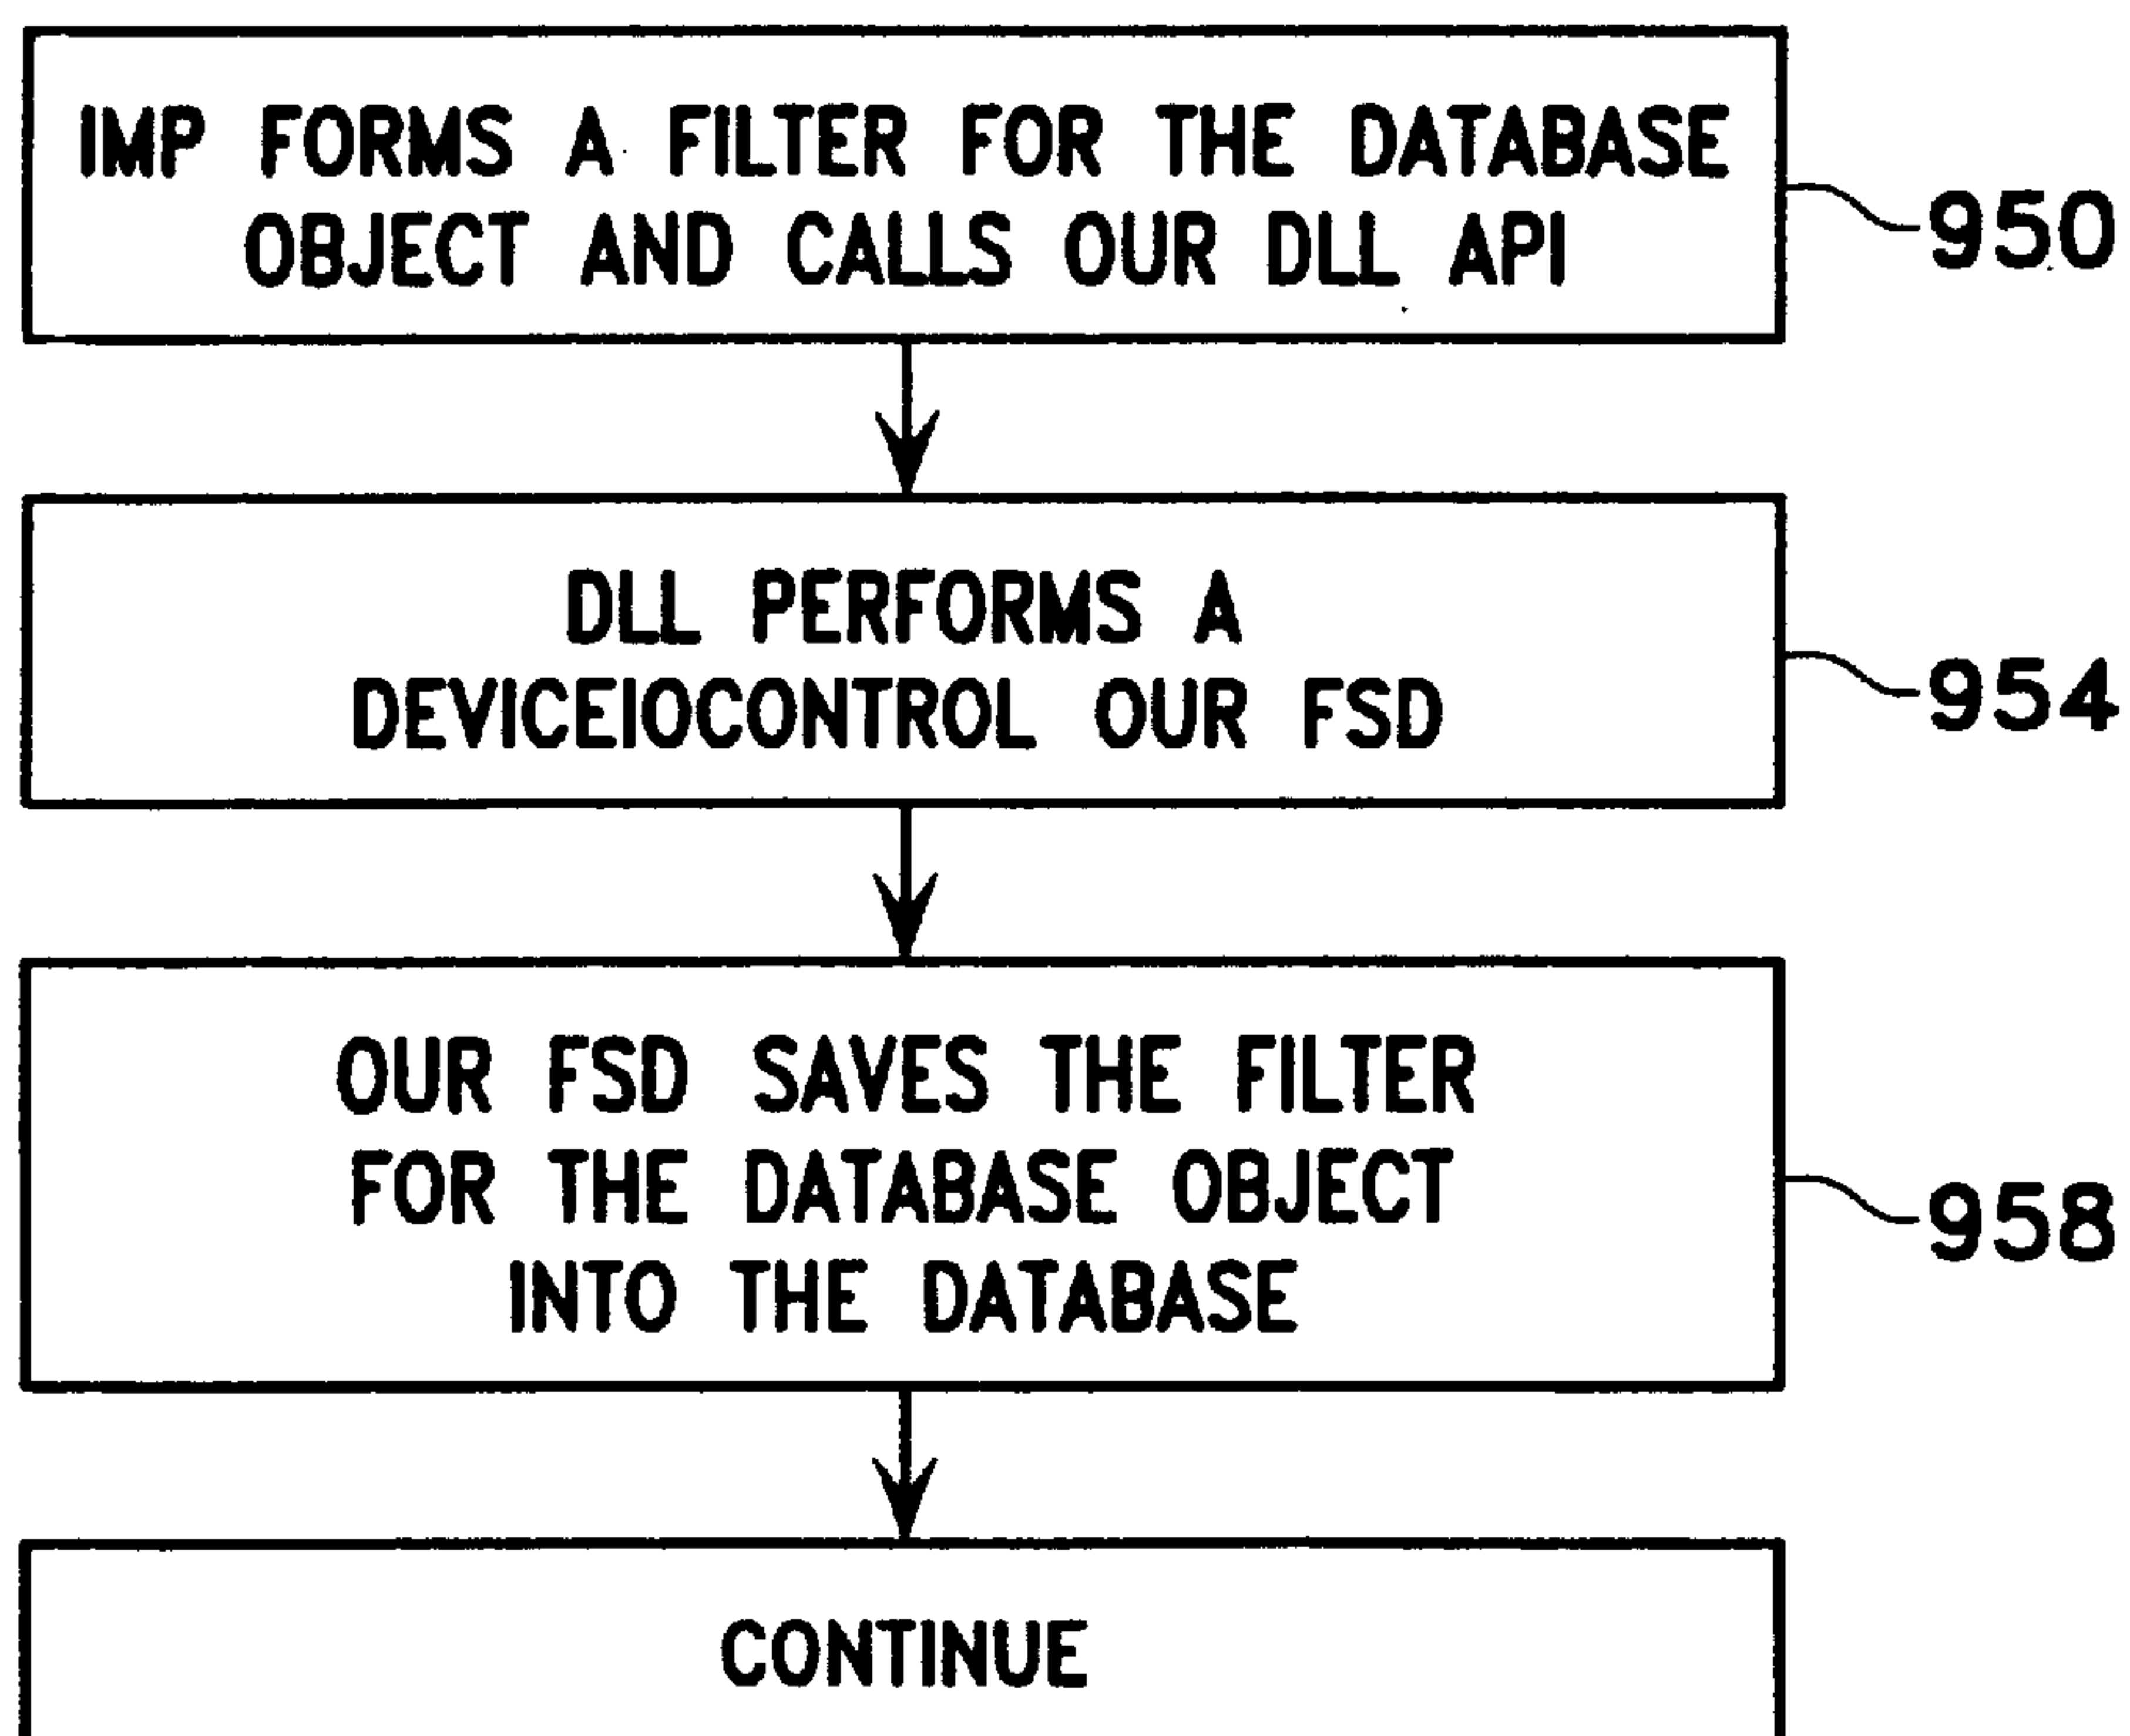 IMP FORMS A FILTER FOR THE DATABASE
OBJECT AND CALLS OUR DLL API
950
DLL PERFORMS A
DEVICEIOCONTROL OUR FSD
954
OUR FSD SAVES THE FILTER
FOR THE DATABASE OBJECT
INTO THE DATABASE
958
CONTINUE